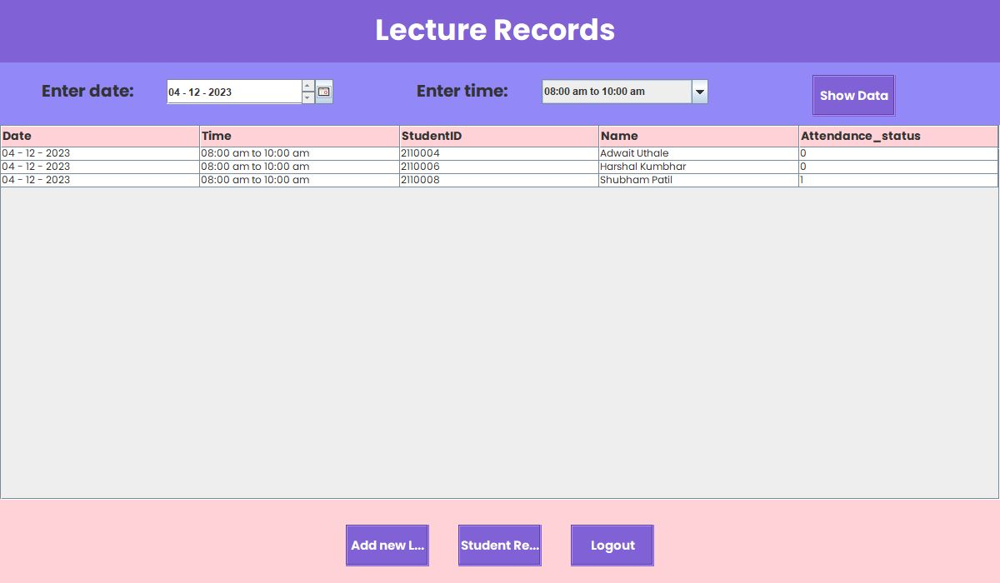 Lecture Records
Enter date: 04 - 12 - 2023 Enter time: 08:00 am to 10:00 am Show Data
Date Time StudentID Name Attendance_status
04 - 12 - 2023 08:00 am to 10:00 am 2110004 Adwait Uthale 0
04 - 12 - 2023 08:00 am to 10:00 am 2110006 Harshal Kumbhar 0
04 - 12 - 2023 08:00 am to 10:00 am 2110008 Shubham Patil 1
Add new L... Student Re... Logout